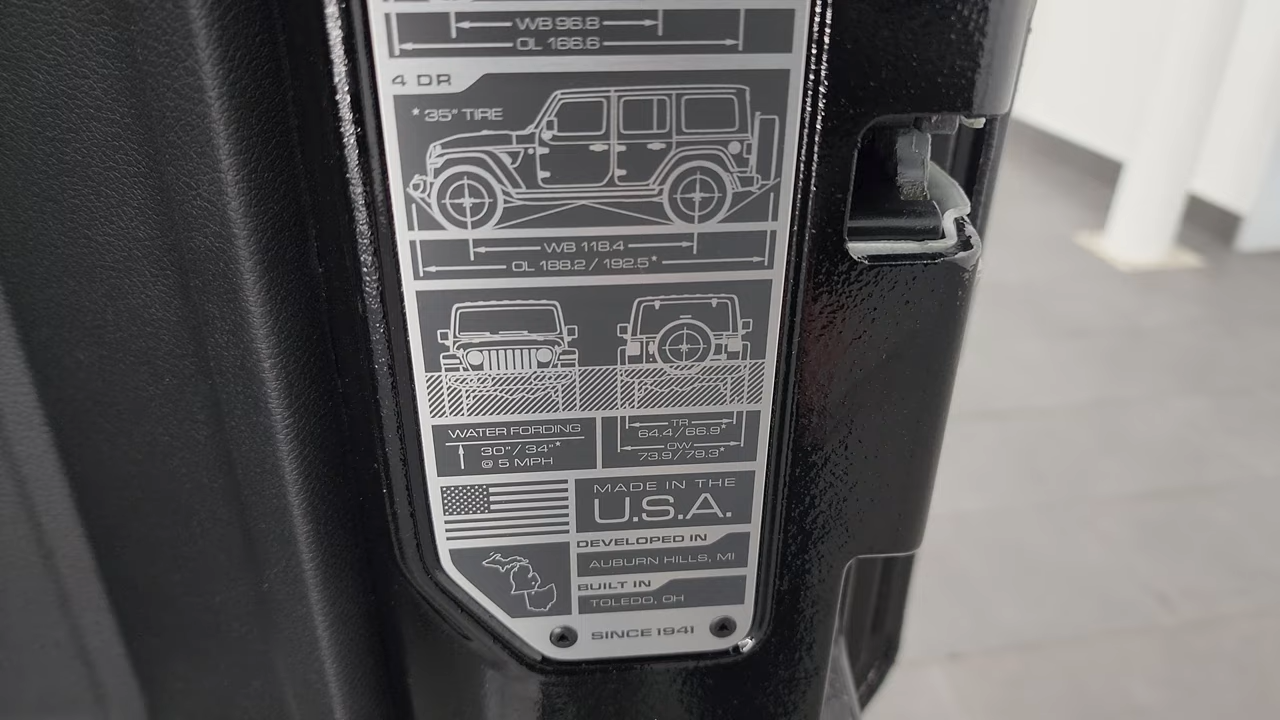 WB 96.8
OL 166.6
4 DR
* 35" TIRE
WB 118.4
OL 188.2 / 192.5*
WATER FORDING
30" / 34"*
@ 5 MPH
TR
64.4/66.9*
OW
73.9/79.3*
MADE IN THE
U.S.A.
DEVELOPED IN
AUBURN HILLS, MI
BUILT IN
TOLEDO, OH
SINCE 1941